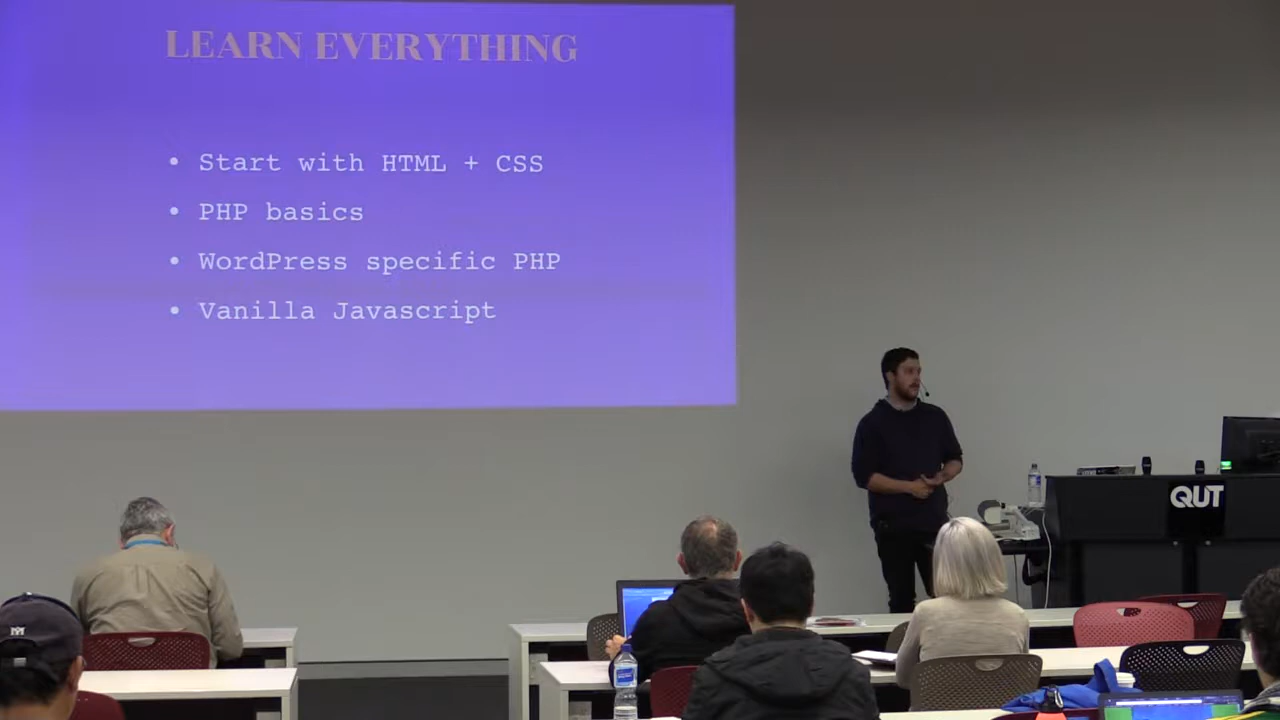 LEARN EVERYTHING
• Start with HTML + CSS
• PHP basics
• WordPress specific PHP
• Vanilla Javascript
QUT